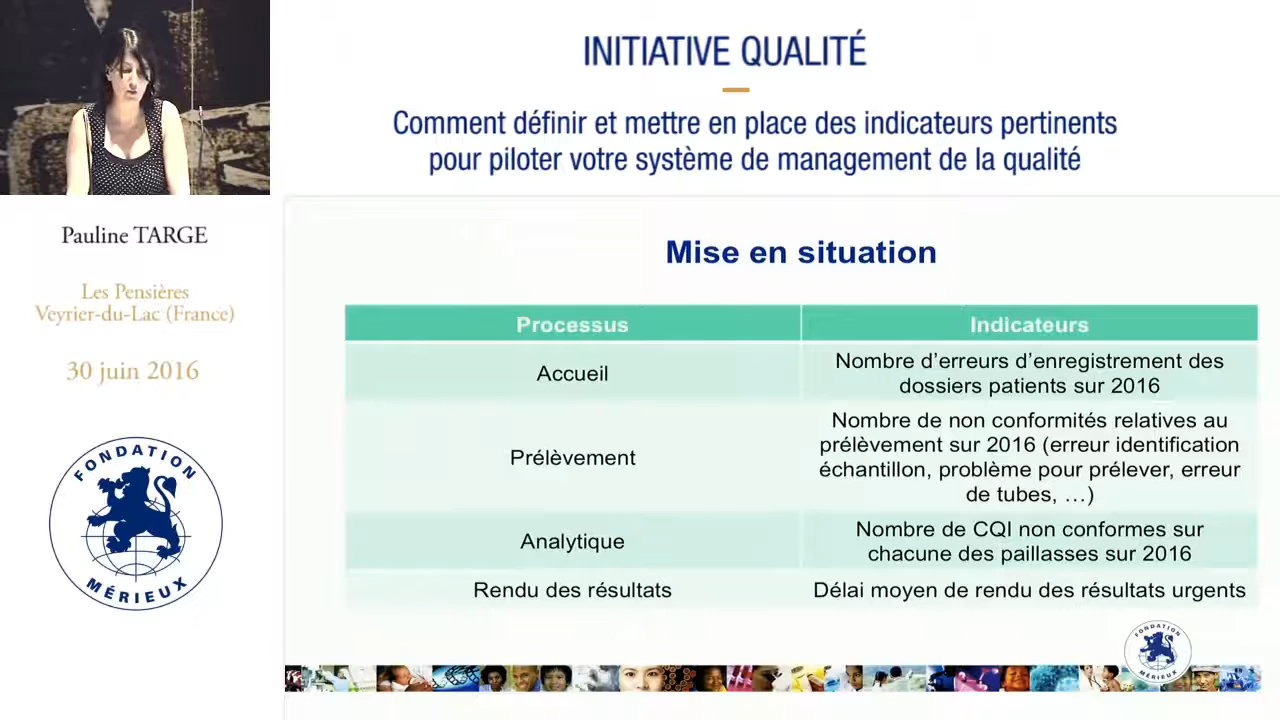 INITIATIVE QUALITÉ
Comment définir et mettre en place des indicateurs pertinents
pour piloter votre système de management de la qualité
Pauline TARGE
Les Pensières
Veyrier-du-Lac (France)
30 juin 2016
FONDATION
MÉRIEUX
Mise en situation
Processus
Indicateurs
Accueil
Nombre d'erreurs d'enregistrement des
dossiers patients sur 2016
Prélèvement
Nombre de non conformités relatives au
prélèvement sur 2016 (erreur identification
échantillon, problème pour prélever, erreur
de tubes, …)
Analytique
Nombre de CQI non conformes sur
chacune des paillasses sur 2016
Rendu des résultats
Délai moyen de rendu des résultats urgents
FONDATION
MÉRIEUX